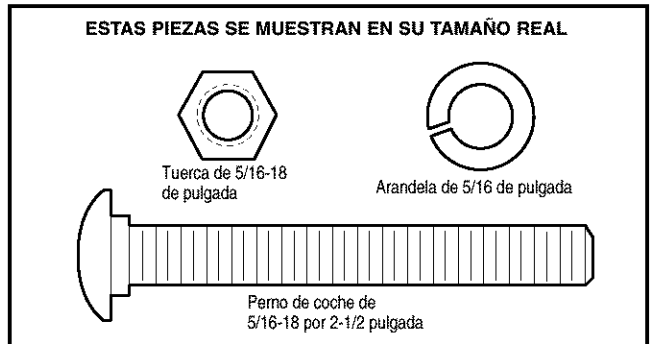 ESTAS PIEZAS SE MUESTRAN EN SU TAMAÑO REAL
Tuerca de 5/16-18
de pulgada
Arandela de 5/16 de pulgada
Perno de coche de
5/16-18 por 2-1/2 pulgada